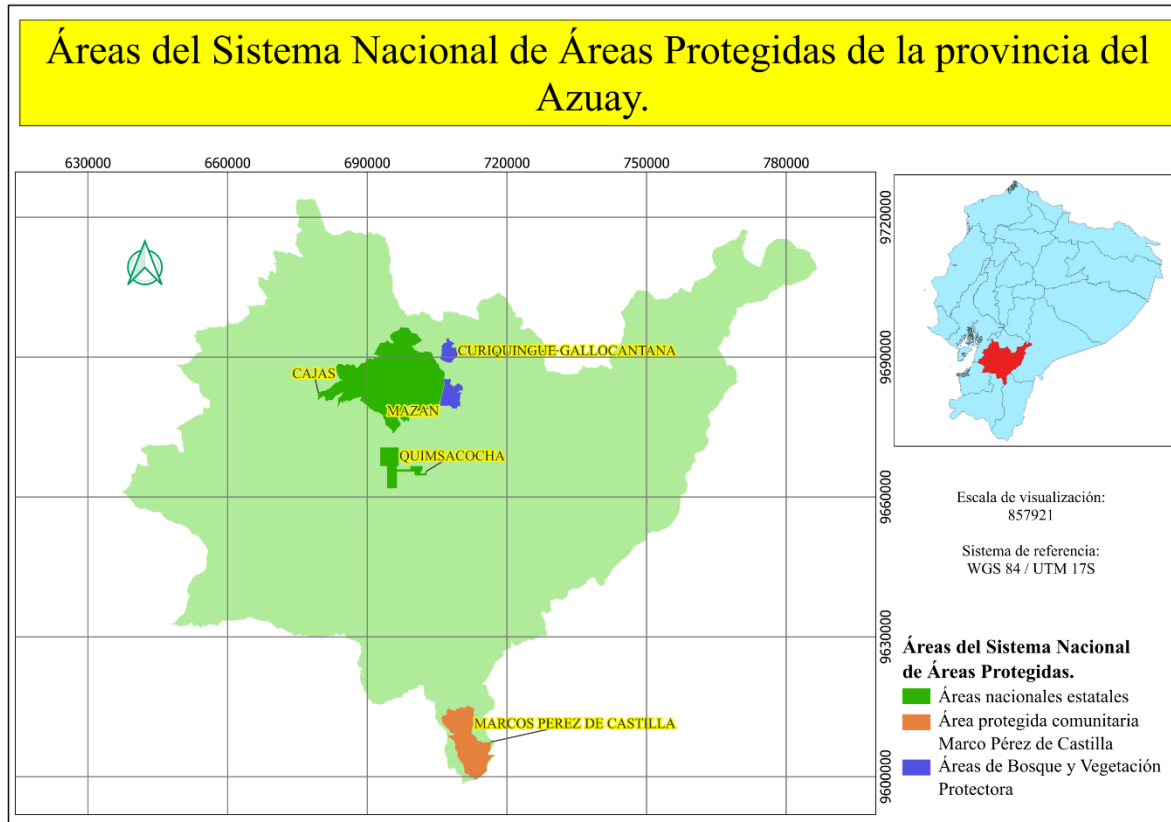 Áreas del Sistema Nacional de Áreas Protegidas de la provincia del
Azuay.
630000
660000
690000
720000
750000
780000
9720000
9690000
9660000
9630000
9600000
CURIQUINGUE-GALLOCANTANA
CAJAS
MAZAN
QUIMSACOCHA
MARCOS PEREZ DE CASTILLA
Escala de visualización:
857921
Sistema de referencia:
WGS 84 / UTM 17S
Áreas del Sistema Nacional
de Áreas Protegidas.
Áreas nacionales estatales
Área protegida comunitaria
Marco Pérez de Castilla
Áreas de Bosque y Vegetación
Protectora